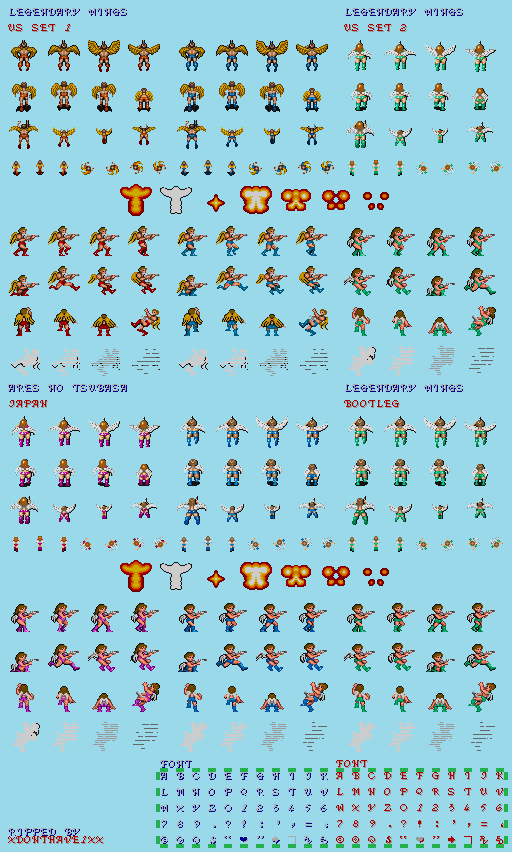 LEGENDARY WINGS
US SET 1
LEGENDARY WINGS
US SET 2
ARES NO TSUBASA
JAPAN
LEGENDARY WINGS
BOOTLEG
FONT
A B C D E F G H I J K
L M N O P Q R S T U V
W X Y Z 0 1 2 3 4 5 6
7 8 9 . ? ! : ' , - .
FONT
A B C D E F G H I J K
L M N O P Q R S T U V
W X Y Z 0 1 2 3 4 5 6
7 8 9 . ? ! : ' , - .
RIPPED BY
XDONTHAVE1XX